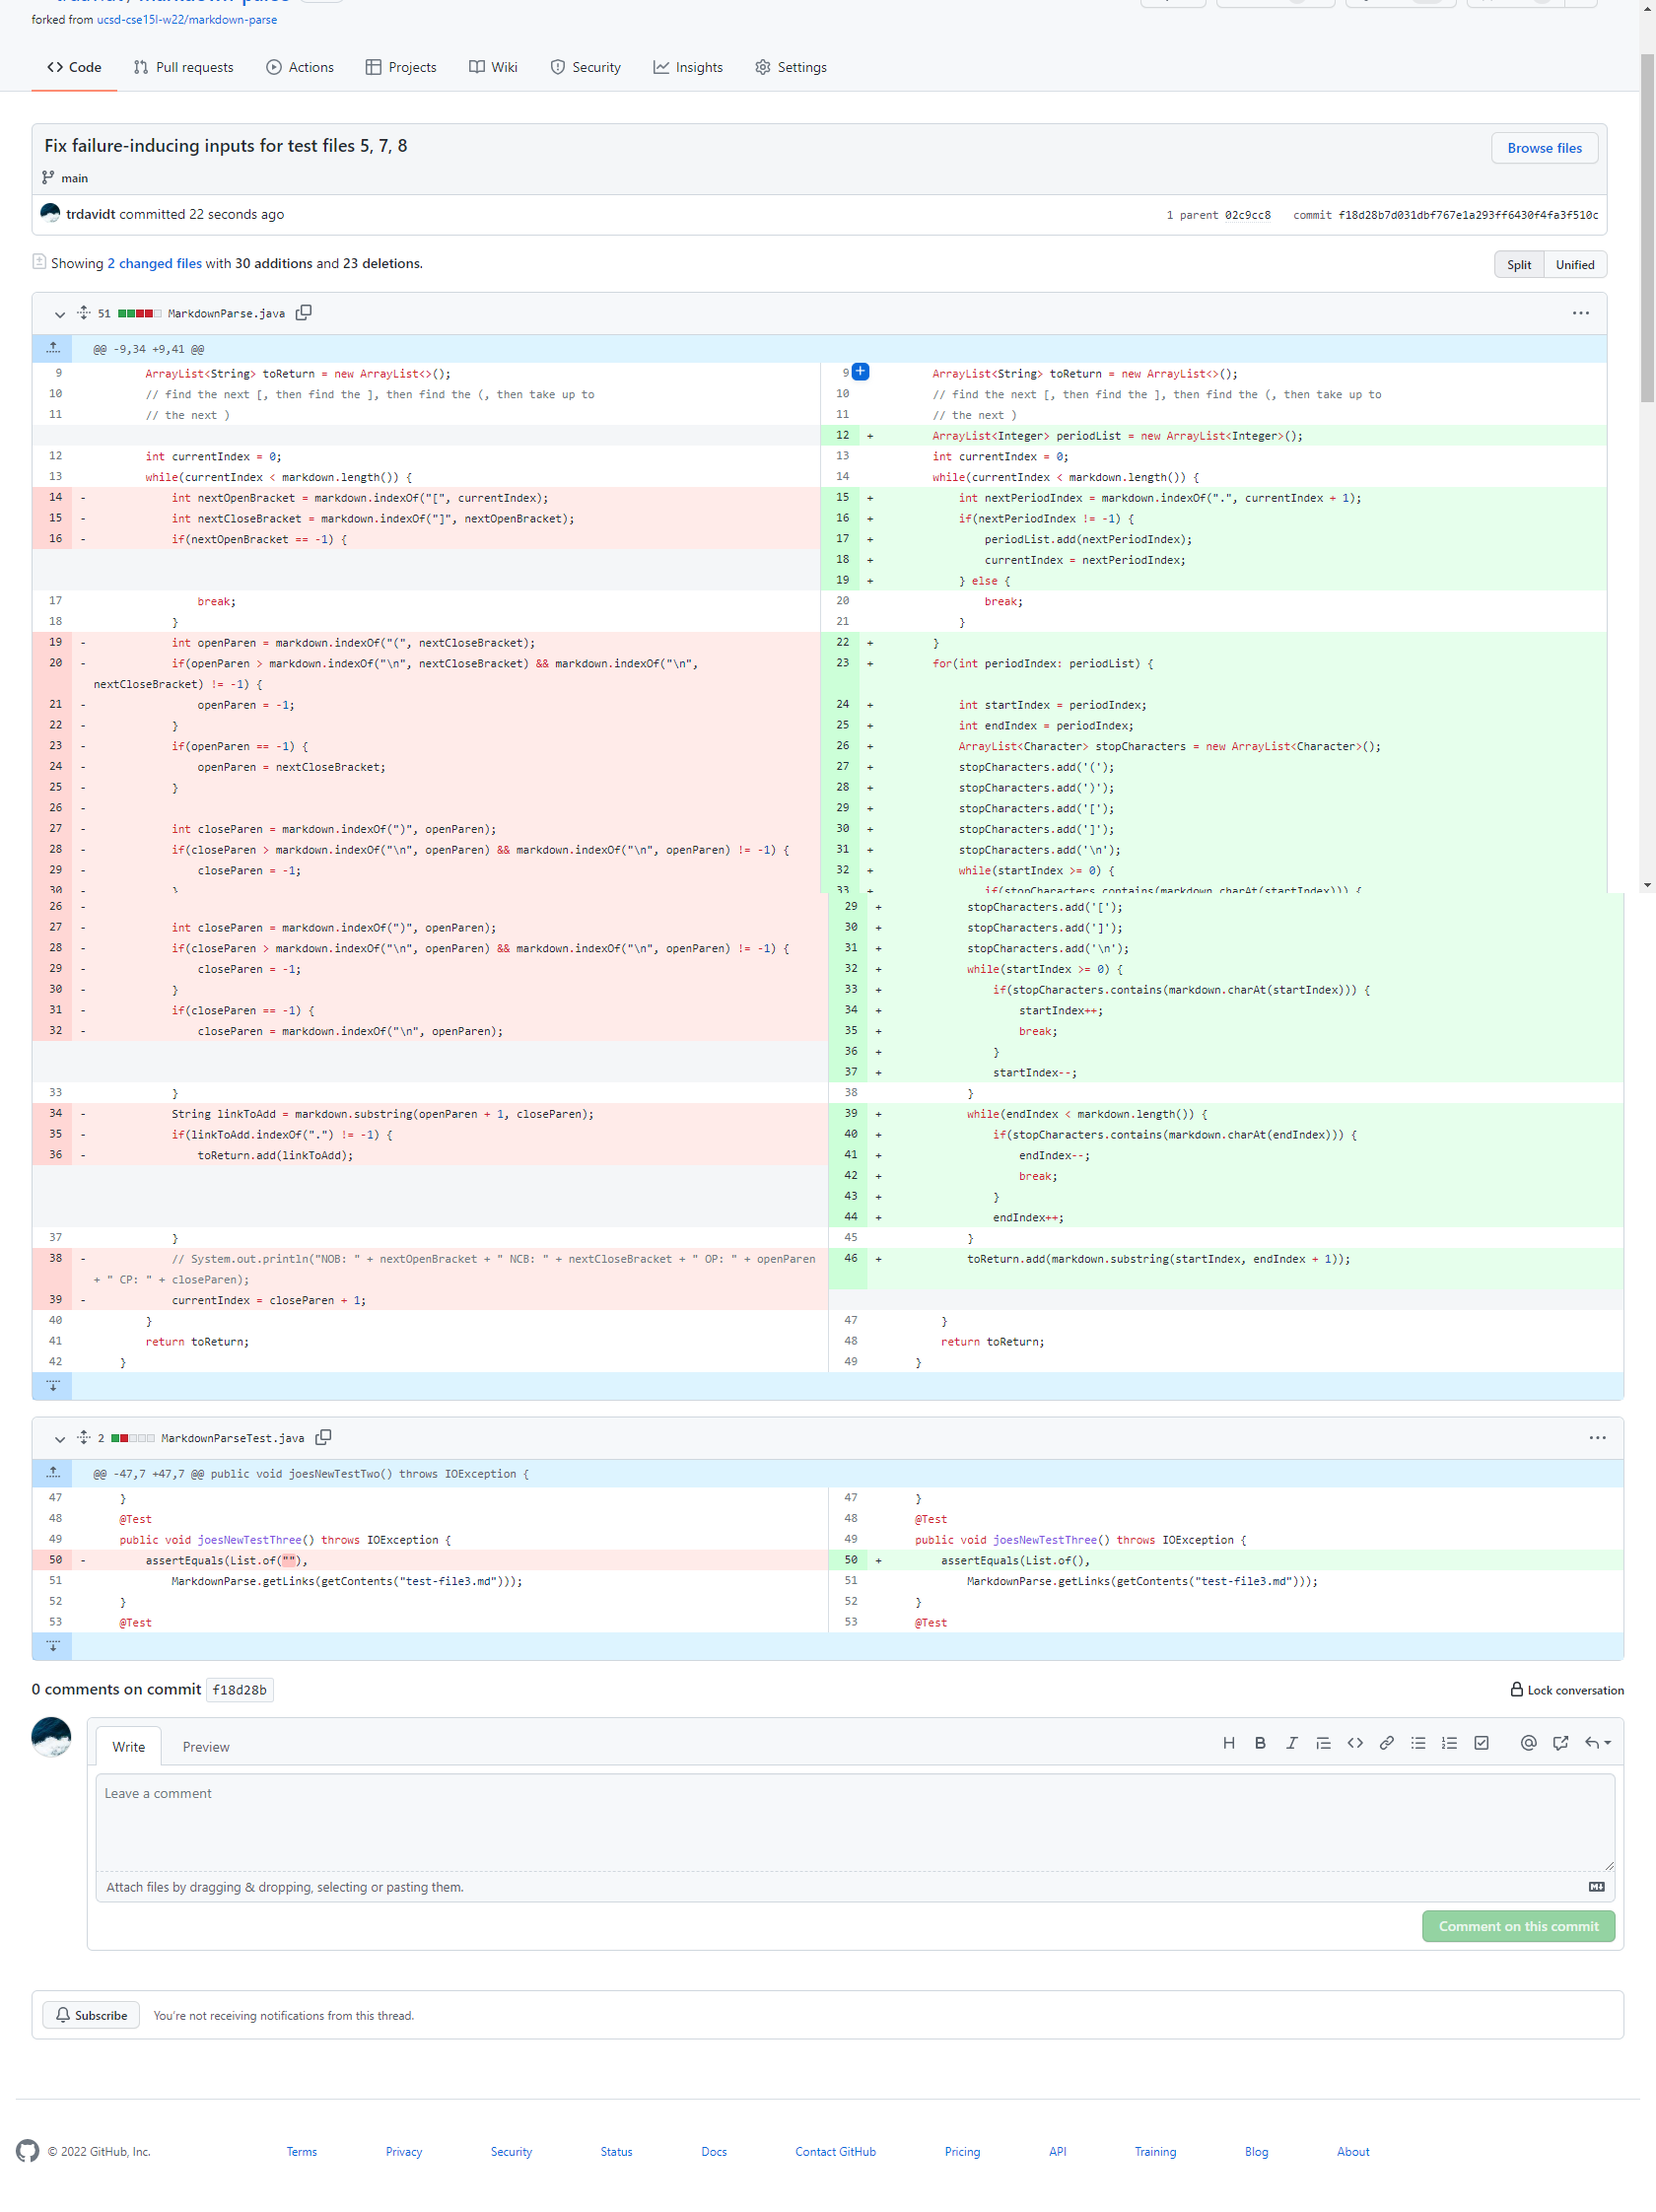 forked from ucsd-cse15l-w22/markdown-parse
Code Pull requests Actions Projects Wiki Security Insights Settings
Fix failure-inducing inputs for test files 5, 7, 8
Browse files
main
trdavidt committed 22 seconds ago
1 parent 02c9cc8 commit f18d28b7d031dbf767e1a293ff6430f4fa3f510c
Showing 2 changed files with 30 additions and 23 deletions.
Split Unified
51 MarkdownParse.java
@@ -9,34 +9,41 @@
9 ArrayList<String> toReturn = new ArrayList<>();
10 // find the next [, then find the ], then find the (, then take up to
11 // the next )
12 int currentIndex = 0;
13 while(currentIndex < markdown.length()) {
14 - int nextOpenBracket = markdown.indexOf("[", currentIndex);
15 - int nextCloseBracket = markdown.indexOf("]", nextOpenBracket);
16 - if(nextOpenBracket == -1) {
17 break;
18 }
19 - int openParen = markdown.indexOf("(", nextCloseBracket);
20 - if(openParen > markdown.indexOf("\n", nextCloseBracket) && markdown.indexOf("\n",
nextCloseBracket) != -1) {
21 - openParen = -1;
22 - }
23 - if(openParen == -1) {
24 - openParen = nextCloseBracket;
25 - }
26 -
27 - int closeParen = markdown.indexOf(")", openParen);
28 - if(closeParen > markdown.indexOf("\n", openParen) && markdown.indexOf("\n", openParen) != -1) {
29 - closeParen = -1;
30 - }
9 ArrayList<String> toReturn = new ArrayList<>();
10 // find the next [, then find the ], then find the (, then take up to
11 // the next )
12 + ArrayList<Integer> periodList = new ArrayList<Integer>();
13 int currentIndex = 0;
14 while(currentIndex < markdown.length()) {
15 + int nextPeriodIndex = markdown.indexOf(".", currentIndex + 1);
16 + if(nextPeriodIndex != -1) {
17 + periodList.add(nextPeriodIndex);
18 + currentIndex = nextPeriodIndex;
19 + } else {
20 break;
21 }
22 + }
23 + for(int periodIndex: periodList) {
24 + int startIndex = periodIndex;
25 + int endIndex = periodIndex;
26 + ArrayList<Character> stopCharacters = new ArrayList<Character>();
27 + stopCharacters.add('(');
28 + stopCharacters.add(')');
29 + stopCharacters.add('[');
30 + stopCharacters.add(']');
31 + stopCharacters.add('\n');
32 + while(startIndex >= 0) {
33 + if(stopCharacters.contains(markdown.charAt(startIndex))) {
26 -
27 - int closeParen = markdown.indexOf(")", openParen);
28 - if(closeParen > markdown.indexOf("\n", openParen) && markdown.indexOf("\n", openParen) != -1) {
29 - closeParen = -1;
30 - }
31 - if(closeParen == -1) {
32 - closeParen = markdown.indexOf("\n", openParen);
33 }
34 - String linkToAdd = markdown.substring(openParen + 1, closeParen);
35 - if(linkToAdd.indexOf(".") != -1) {
36 - toReturn.add(linkToAdd);
37 }
38 - // System.out.println("NOB: " + nextOpenBracket + " NCB: " + nextCloseBracket + " OP: " + openParen
+ " CP: " + closeParen);
39 - currentIndex = closeParen + 1;
40 }
41 return toReturn;
42 }
29 + stopCharacters.add('[');
30 + stopCharacters.add(']');
31 + stopCharacters.add('\n');
32 + while(startIndex >= 0) {
33 + if(stopCharacters.contains(markdown.charAt(startIndex))) {
34 + startIndex++;
35 + break;
36 + }
37 + startIndex--;
38 }
39 + while(endIndex < markdown.length()) {
40 + if(stopCharacters.contains(markdown.charAt(endIndex))) {
41 + endIndex--;
42 + break;
43 + }
44 + endIndex++;
45 }
46 + toReturn.add(markdown.substring(startIndex, endIndex + 1));
47 }
48 return toReturn;
49 }
2 MarkdownParseTest.java
@@ -47,7 +47,7 @@ public void joesNewTestTwo() throws IOException {
47 }
48 @Test
49 public void joesNewTestThree() throws IOException {
50 - assertEquals(List.of(""),
51 MarkdownParse.getLinks(getContents("test-file3.md")));
52 }
53 @Test
47 }
48 @Test
49 public void joesNewTestThree() throws IOException {
50 + assertEquals(List.of(),
51 MarkdownParse.getLinks(getContents("test-file3.md")));
52 }
53 @Test
0 comments on commit f18d28b
Lock conversation
Write Preview
Leave a comment
Attach files by dragging & dropping, selecting or pasting them.
Comment on this commit
Subscribe You're not receiving notifications from this thread.
© 2022 GitHub, Inc. Terms Privacy Security Status Docs Contact GitHub Pricing API Training Blog About